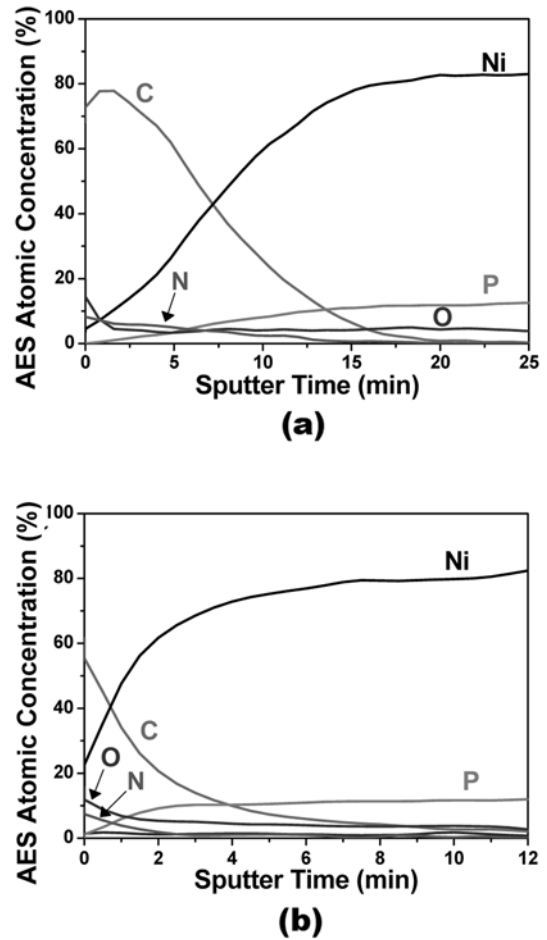 100
80
60
40
20
0
AES Atomic Concentration (%)
C
Ni
N
P
O
0 5 10 15 20 25
Sputter Time (min)
(a)
100
80
60
40
20
0
AES Atomic Concentration (%)
Ni
C
O
N
P
0 2 4 6 8 10 12
Sputter Time (min)
(b)